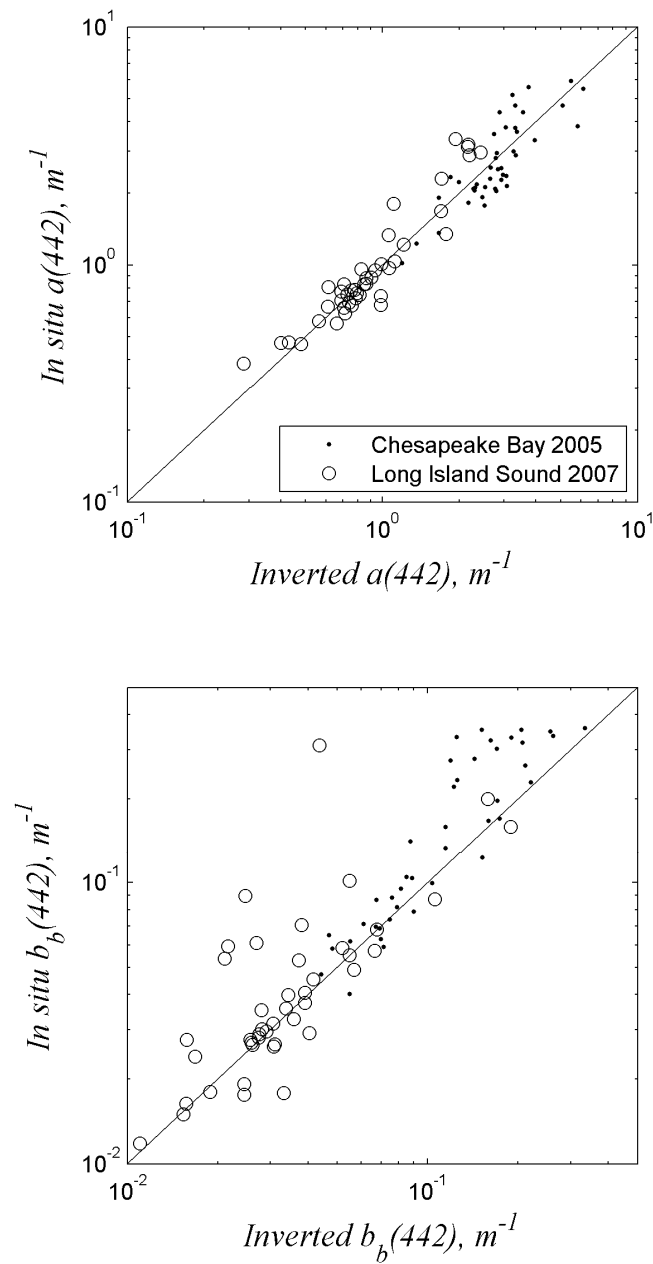 10^1
10^0
10^-1
In situ a(442), m^-1
Chesapeake Bay 2005
Long Island Sound 2007
10^-1 10^0 10^1
Inverted a(442), m^-1
10^-1
10^-2
In situ b_b(442), m^-1
10^-2 10^-1
Inverted b_b(442), m^-1